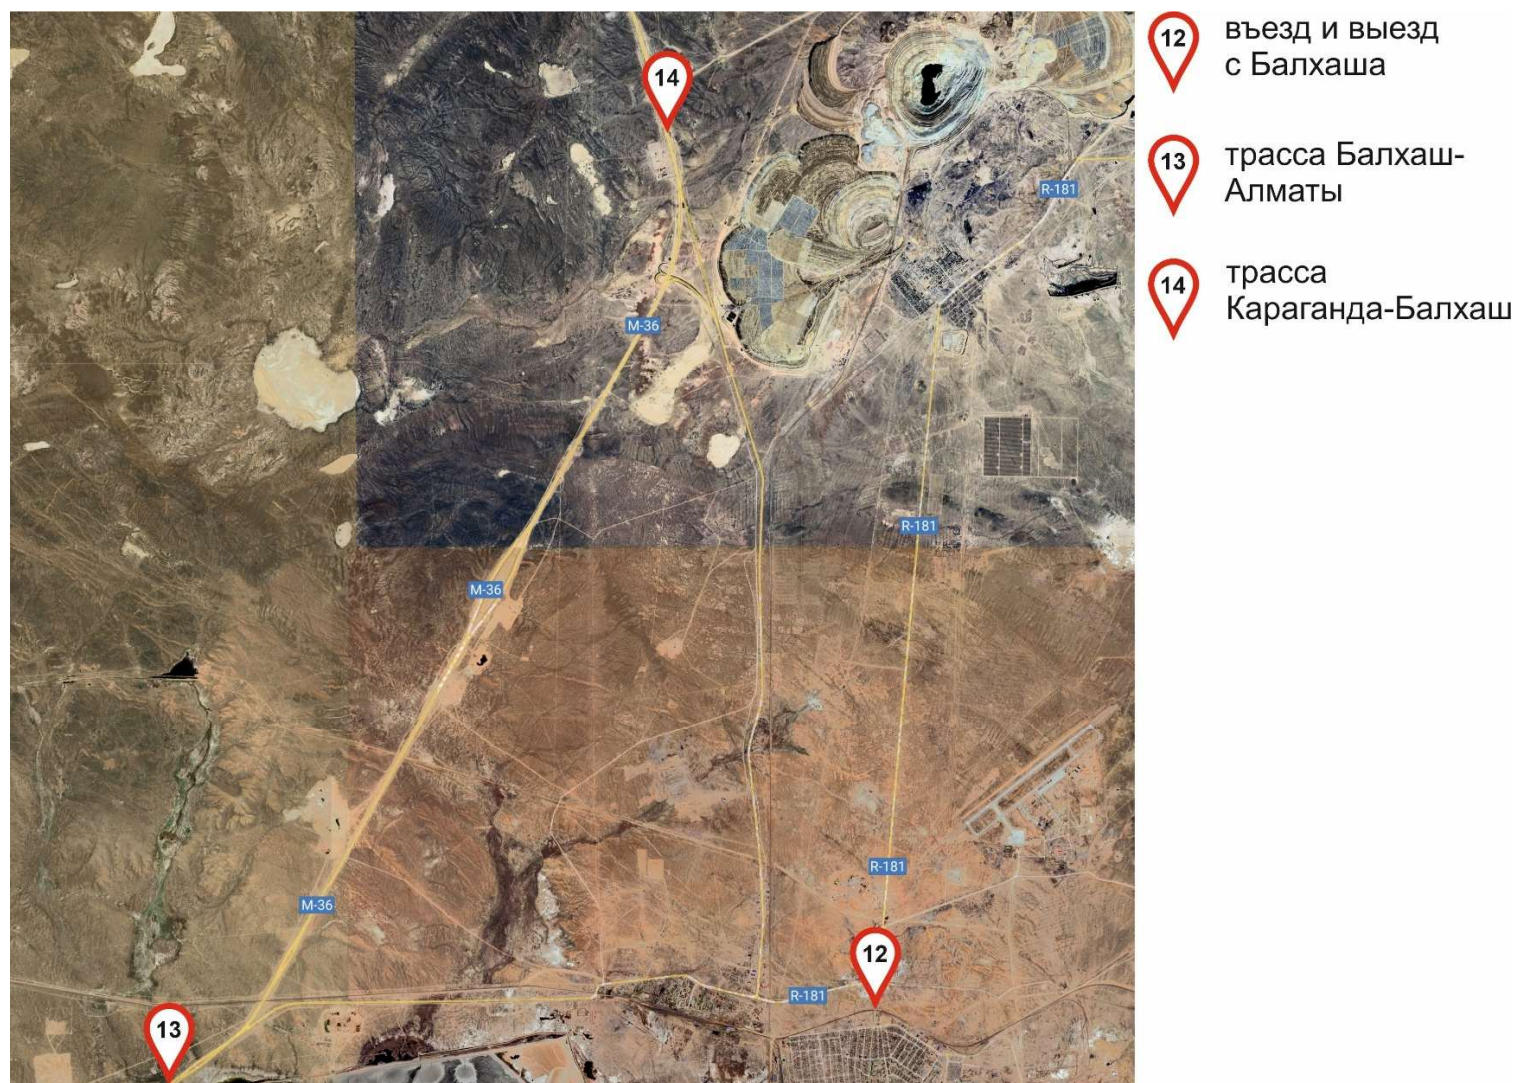 14
R-181
M-36
R-181
M-36
R-181
M-36
12
R-181
13
12
въезд и выезд
с Балхаша
13
трасса Балхаш-
Алматы
14
трасса
Караганда-Балхаш